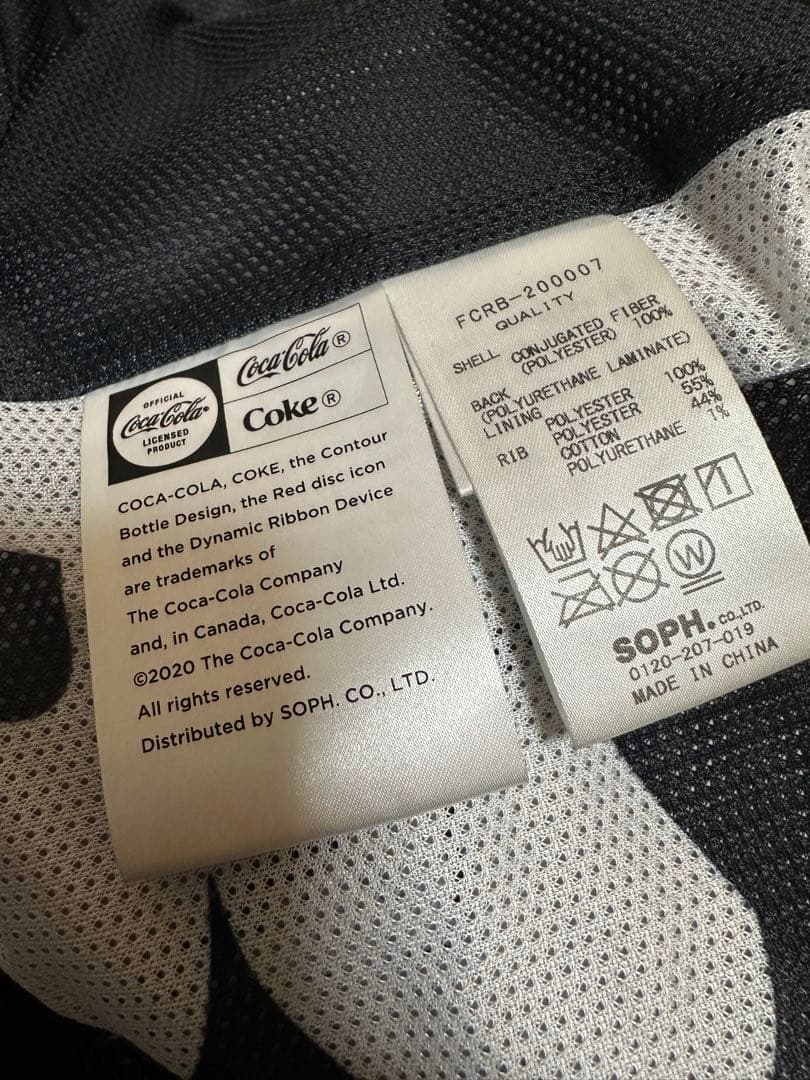 OFFICIAL
Coca-Cola®
LICENSED
PRODUCT
Coca-Cola®
Coke®
COCA-COLA, COKE, the Contour
Bottle Design, the Red disc icon
and the Dynamic Ribbon Device
are trademarks of
The Coca-Cola Company
and, in Canada, Coca-Cola Ltd.
©2020 The Coca-Cola Company.
All rights reserved.
Distributed by SOPH. CO., LTD.
FCRB-200007
QUALITY
SHELL CONJUGATED FIBER
(POLYESTER) 100%
BACK
(POLYURETHANE LAMINATE)
LINING POLYESTER 100%
RIB POLYESTER 55%
COTTON 44%
POLYURETHANE 1%
W
SOPH.CO.,LTD.
0120-207-019
MADE IN CHINA